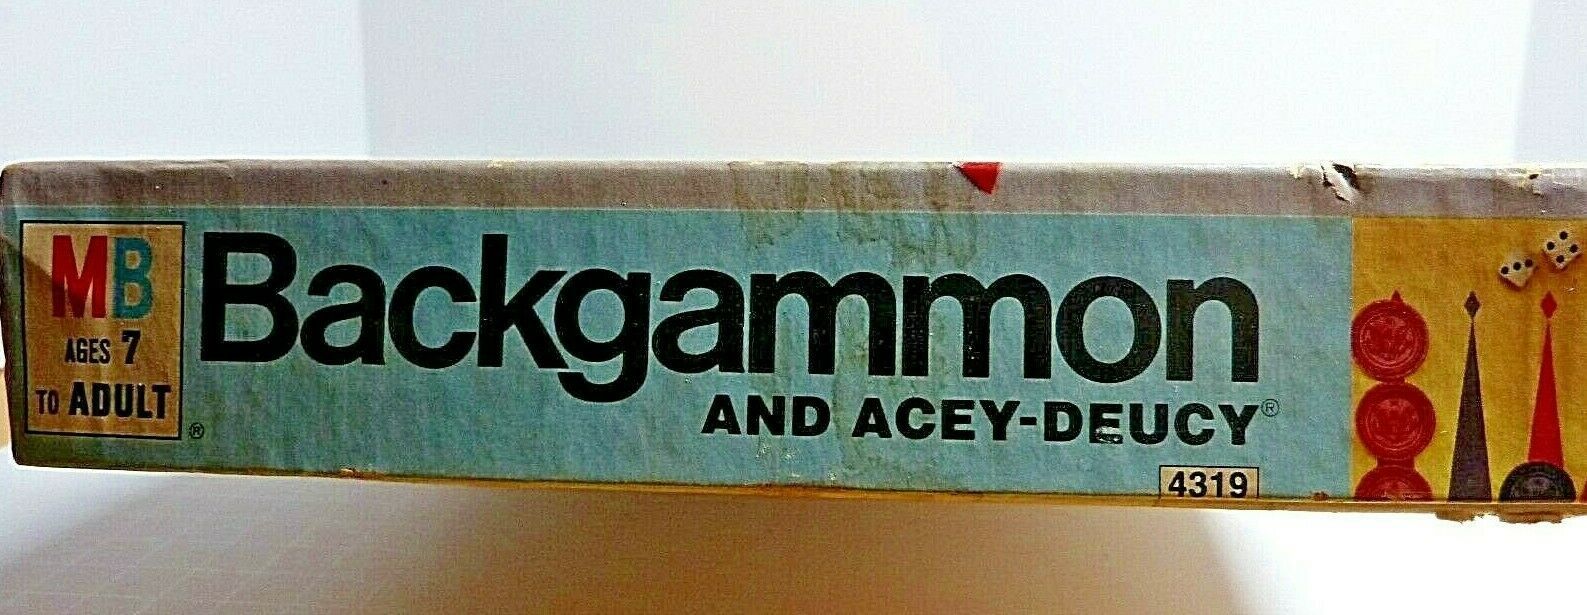 MB
AGES 7
TO ADULT
®
Backgammon
AND ACEY-DEUCY®
4319